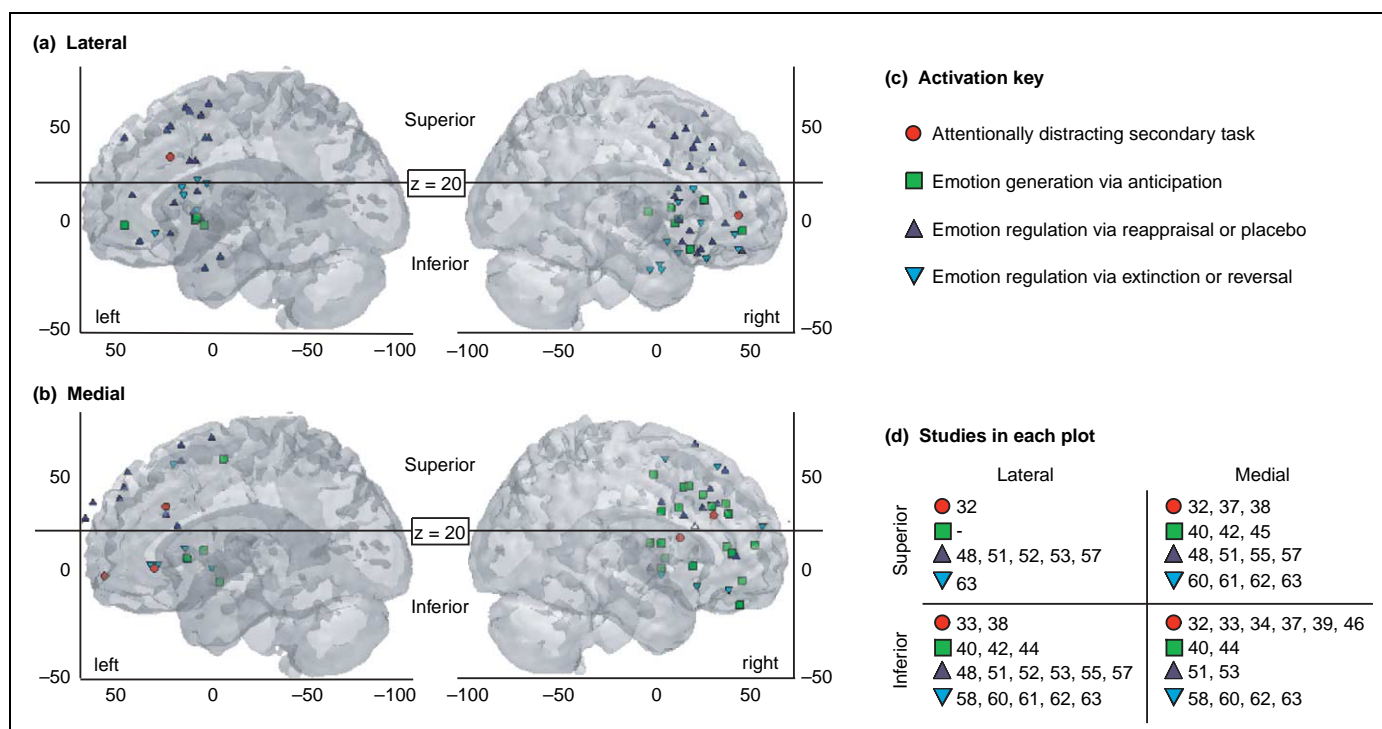 (a) Lateral
50
0
–50
left
50
0
–50
–100
Superior
z = 20
Inferior
50
0
–50
right
–100
–50
0
50
(b) Medial
50
0
–50
left
50
0
–50
–100
Superior
z = 20
Inferior
50
0
–50
right
–100
–50
0
50
(c) Activation key
Attentionally distracting secondary task
Emotion generation via anticipation
Emotion regulation via reappraisal or placebo
Emotion regulation via extinction or reversal
(d) Studies in each plot
Lateral Medial
Superior
32
-
48, 51, 52, 53, 57
63
32, 37, 38
40, 42, 45
48, 51, 55, 57
60, 61, 62, 63
Inferior
33, 38
40, 42, 44
48, 51, 52, 53, 55, 57
58, 60, 61, 62, 63
32, 33, 34, 37, 39, 46
40, 44
51, 53
58, 60, 62, 63